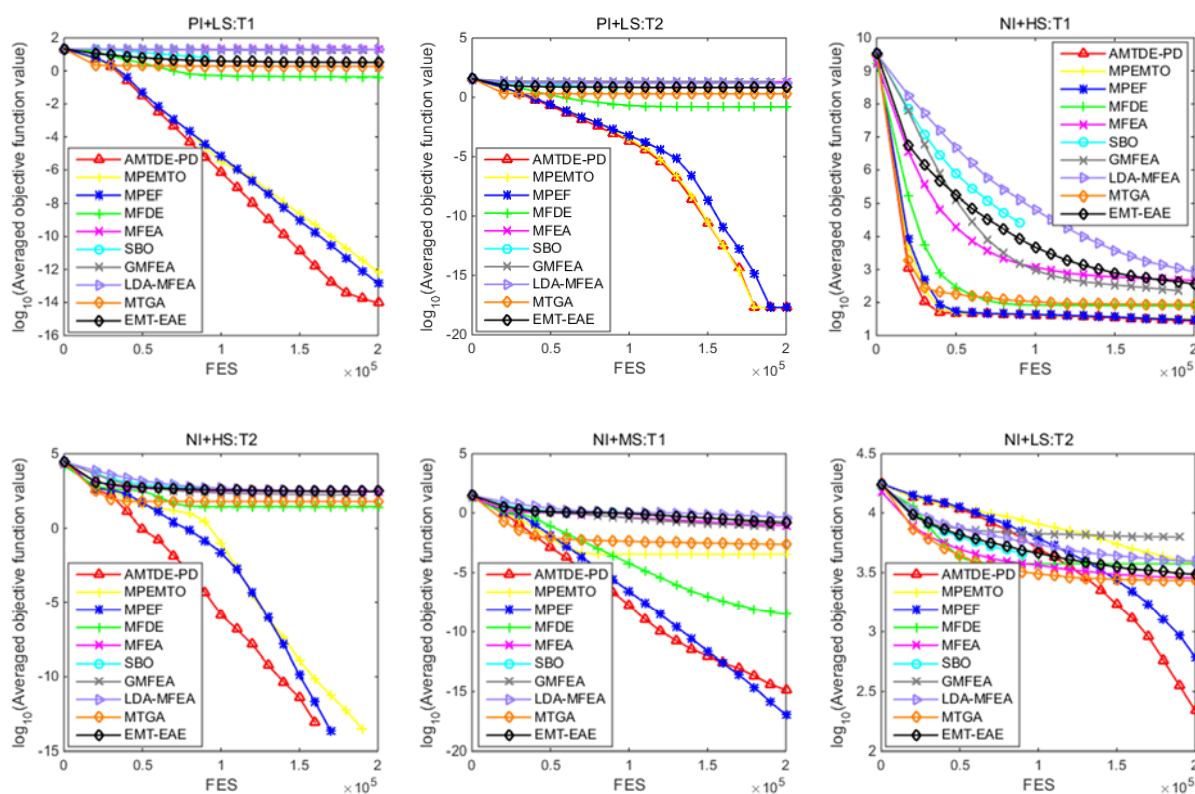 PI+LS:T1
log10(Averaged objective function value)
2
0
-2
-4
-6
-8
-10
-12
-14
-16
AMTDE-PD
MPEMTO
MPEF
MFDE
MFEA
SBO
GMFEA
LDA-MFEA
MTGA
EMT-EAE
0 0.5 1 1.5 2
FES
×10^5
PI+LS:T2
log10(Averaged objective function value)
5
0
-5
-10
-15
-20
AMTDE-PD
MPEMTO
MPEF
MFDE
MFEA
SBO
GMFEA
LDA-MFEA
MTGA
EMT-EAE
0 0.5 1 1.5 2
FES
×10^5
NI+HS:T1
log10(Averaged objective function value)
10
9
8
7
6
5
4
3
2
1
AMTDE-PD
MPEMTO
MPEF
MFDE
MFEA
SBO
GMFEA
LDA-MFEA
MTGA
EMT-EAE
0 0.5 1 1.5 2
FES
×10^5
NI+HS:T2
log10(Averaged objective function value)
5
0
-5
-10
-15
AMTDE-PD
MPEMTO
MPEF
MFDE
MFEA
SBO
GMFEA
LDA-MFEA
MTGA
EMT-EAE
0 0.5 1 1.5 2
FES
×10^5
NI+MS:T1
log10(Averaged objective function value)
5
0
-5
-10
-15
-20
AMTDE-PD
MPEMTO
MPEF
MFDE
MFEA
SBO
GMFEA
LDA-MFEA
MTGA
EMT-EAE
0 0.5 1 1.5 2
FES
×10^5
NI+LS:T2
log10(Averaged objective function value)
4.5
4
3.5
3
2.5
2
AMTDE-PD
MPEMTO
MPEF
MFDE
MFEA
SBO
GMFEA
LDA-MFEA
MTGA
EMT-EAE
0 0.5 1 1.5 2
FES
×10^5